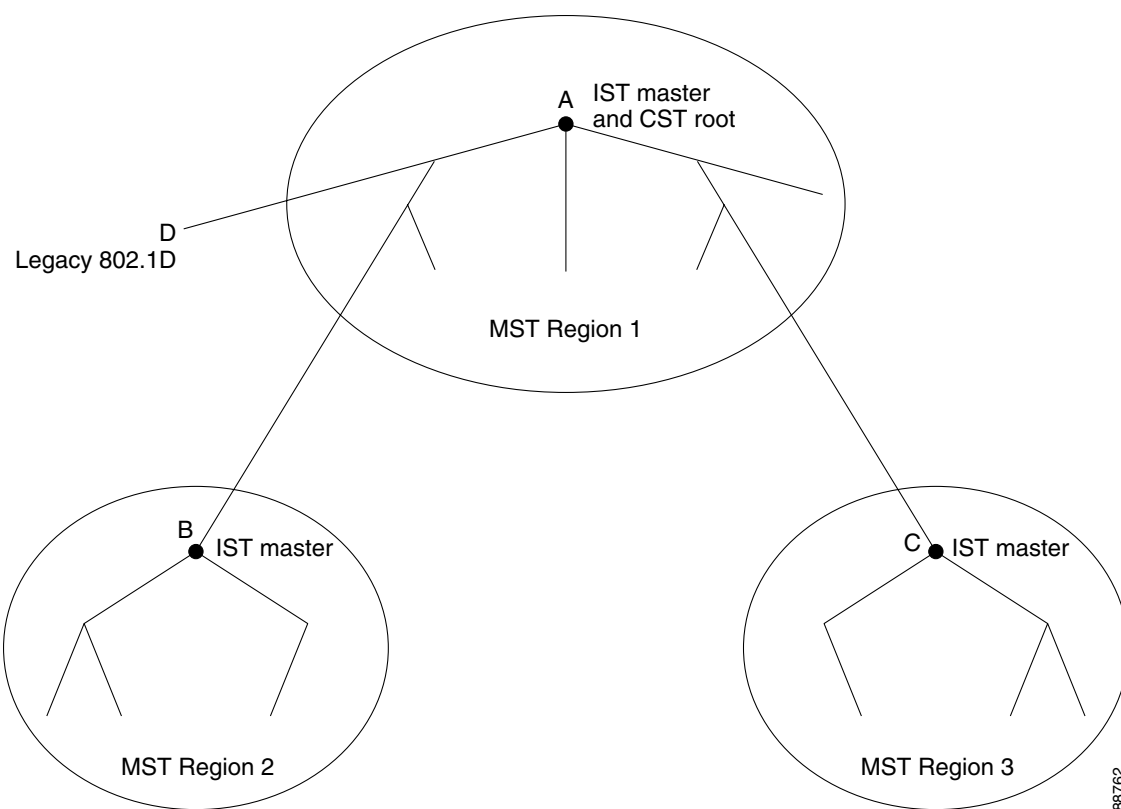 A
IST master
and CST root
D
Legacy 802.1D
MST Region 1
B
IST master
C
IST master
MST Region 2
MST Region 3
88762